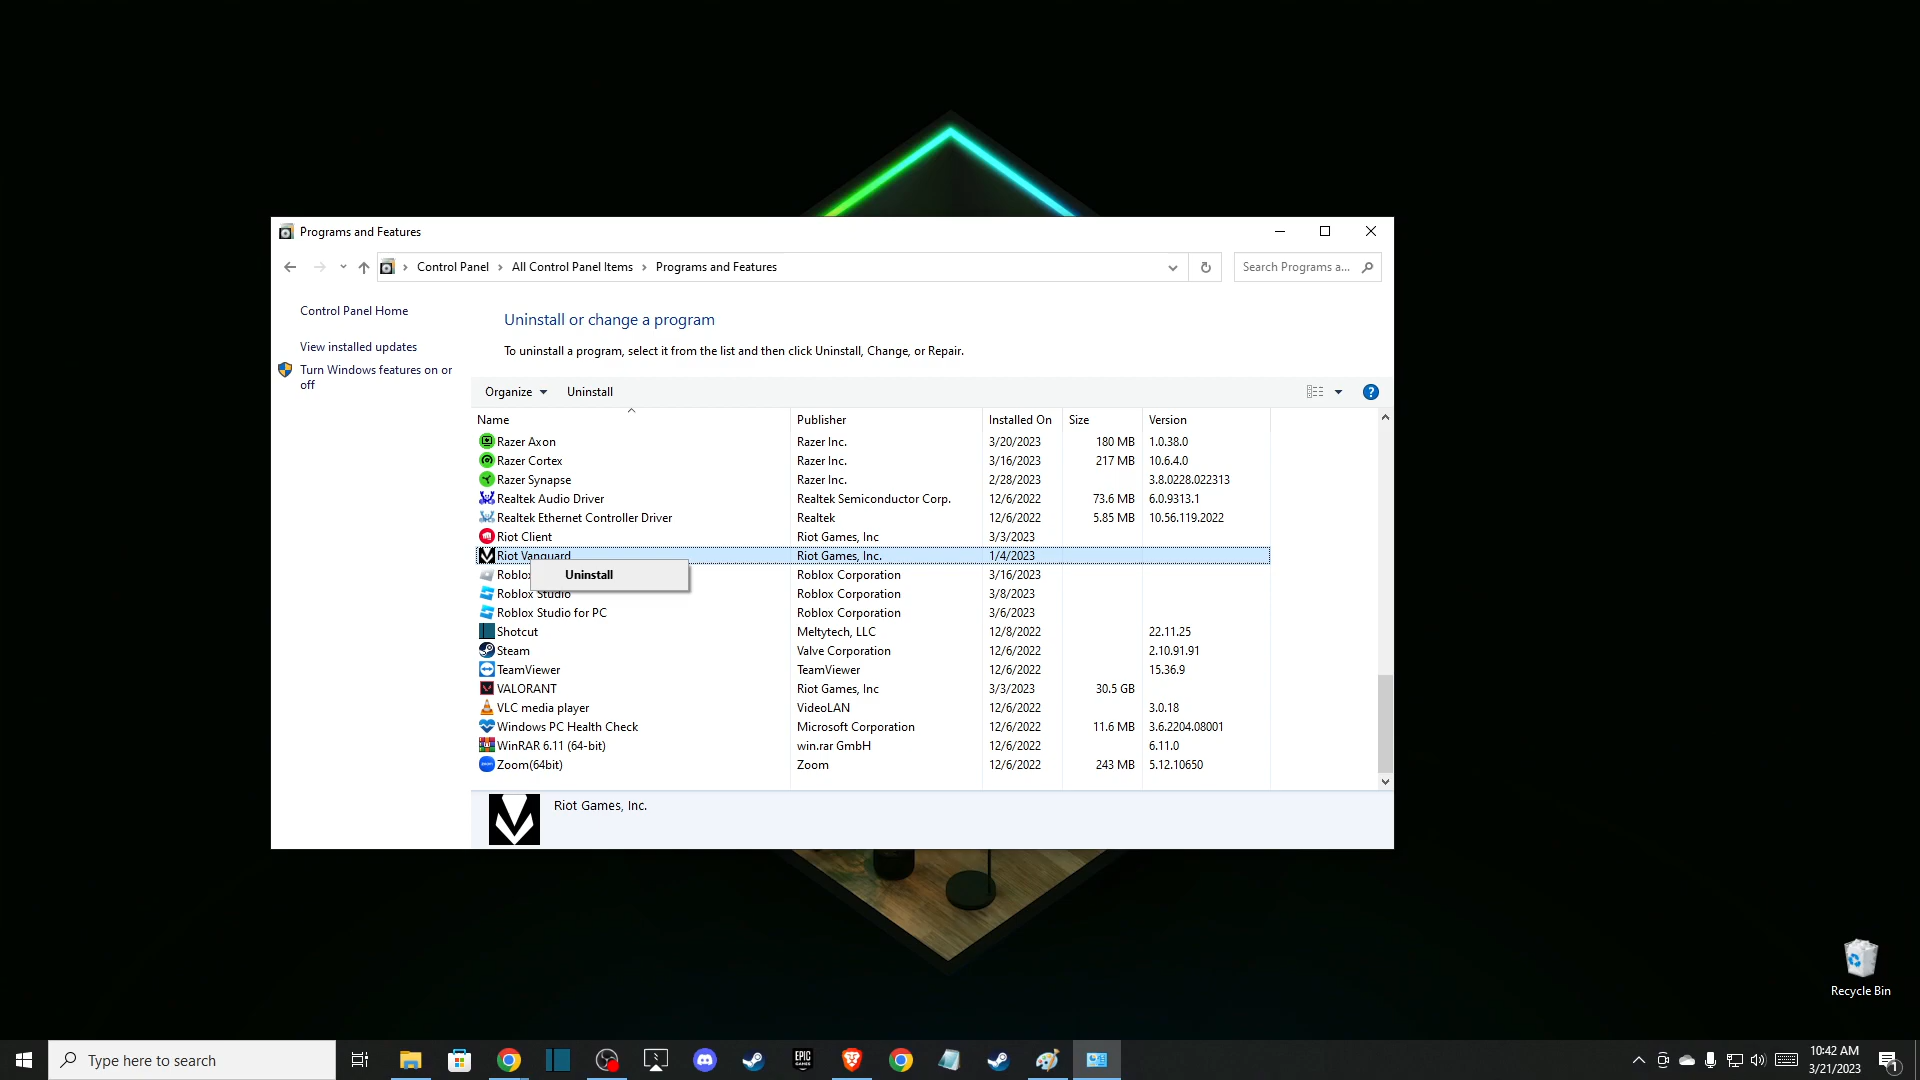 Programs and Features
Control Panel > All Control Panel Items > Programs and Features
Search Programs a...
Control Panel Home
View installed updates
Turn Windows features on or
off
Uninstall or change a program
To uninstall a program, select it from the list and then click Uninstall, Change, or Repair.
Organize Uninstall
Name Publisher Installed On Size Version
Razer Axon Razer Inc. 3/20/2023 180 MB 1.0.38.0
Razer Cortex Razer Inc. 3/16/2023 217 MB 10.6.4.0
Razer Synapse Razer Inc. 2/28/2023 3.8.0228.022313
Realtek Audio Driver Realtek Semiconductor Corp. 12/6/2022 73.6 MB 6.0.9313.1
Realtek Ethernet Controller Driver Realtek 12/6/2022 5.85 MB 10.56.119.2022
Riot Client Riot Games, Inc 3/3/2023
Riot Vanguard Riot Games, Inc. 1/4/2023
Uninstall
Roblox Roblox Corporation 3/16/2023
Roblox Studio Roblox Corporation 3/8/2023
Roblox Studio for PC Roblox Corporation 3/6/2023
Shotcut Meltytech, LLC 12/8/2022 22.11.25
Steam Valve Corporation 12/6/2022 2.10.91.91
TeamViewer TeamViewer 12/6/2022 15.36.9
VALORANT Riot Games, Inc 3/3/2023 30.5 GB
VLC media player VideoLAN 12/6/2022 3.0.18
Windows PC Health Check Microsoft Corporation 12/6/2022 11.6 MB 3.6.2204.08001
WinRAR 6.11 (64-bit) win.rar GmbH 12/6/2022 6.11.0
Zoom(64bit) Zoom 12/6/2022 243 MB 5.12.10650
Riot Games, Inc.
Recycle Bin
Type here to search
EPIC
GAMES
10:42 AM
3/21/2023
1